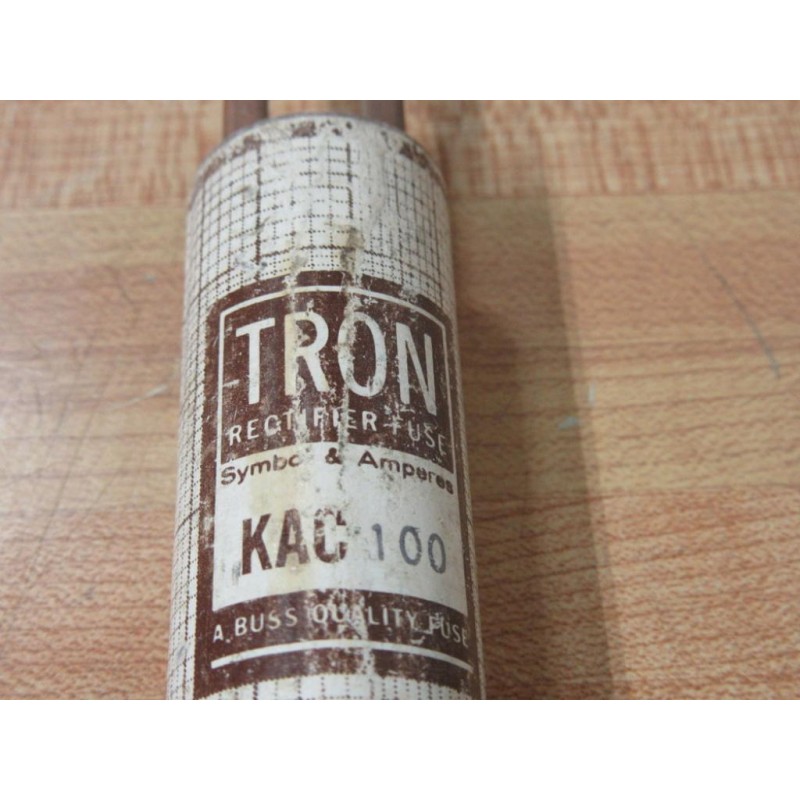 TRON
RECTIFIER FUSE
Symbol & Amperes
KAC 100
A BUSS QUALITY FUSE